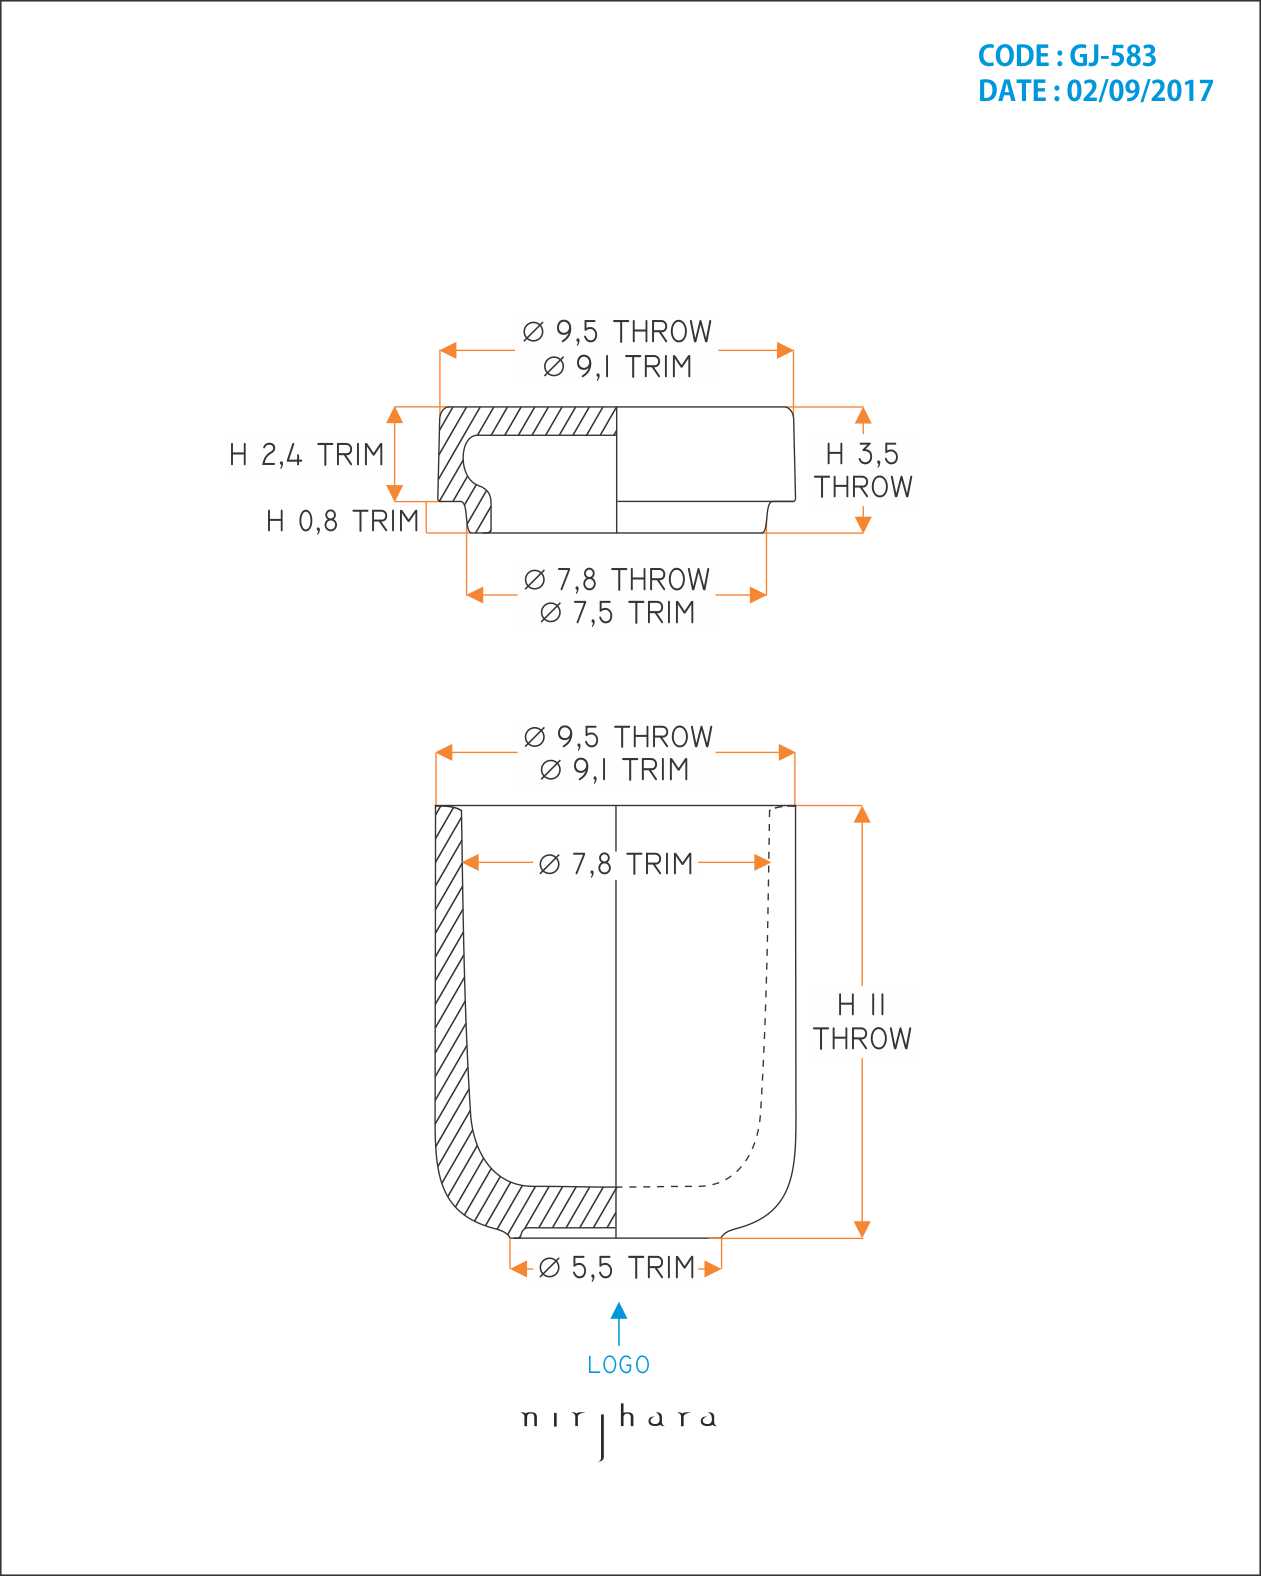 CODE : GJ-583
DATE : 02/09/2017
Ø 9,5 THROW
Ø 9,1 TRIM
H 2,4 TRIM
H 3,5
THROW
H 0,8 TRIM
Ø 7,8 THROW
Ø 7,5 TRIM
Ø 9,5 THROW
Ø 9,1 TRIM
Ø 7,8 TRIM
H 11
THROW
Ø 5,5 TRIM
LOGO
nirjhara